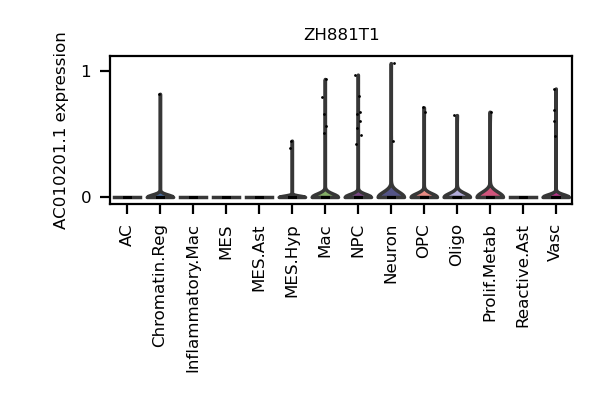 ZH881T1
AC010201.1 expression
1
0
AC
Chromatin.Reg
Inflammatory.Mac
MES
MES.Ast
MES.Hyp
Mac
NPC
Neuron
OPC
Oligo
Prolif.Metab
Reactive.Ast
Vasc